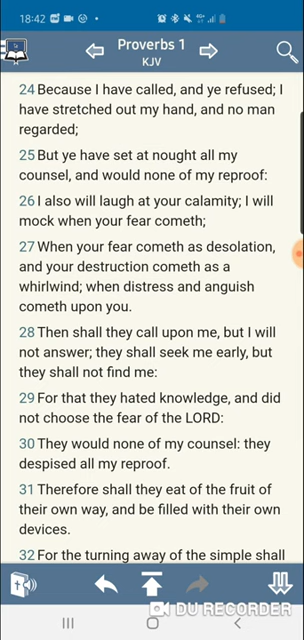 18:42
4G+
Proverbs 1
KJV
24 Because I have called, and ye refused; I
have stretched out my hand, and no man
regarded;
25 But ye have set at nought all my
counsel, and would none of my reproof:
26 I also will laugh at your calamity; I will
mock when your fear cometh;
27 When your fear cometh as desolation,
and your destruction cometh as a
whirlwind; when distress and anguish
cometh upon you.
28 Then shall they call upon me, but I will
not answer; they shall seek me early, but
they shall not find me:
29 For that they hated knowledge, and did
not choose the fear of the LORD:
30 They would none of my counsel: they
despised all my reproof.
31 Therefore shall they eat of the fruit of
their own way, and be filled with their own
devices.
32 For the turning away of the simple shall
DU RECORDER